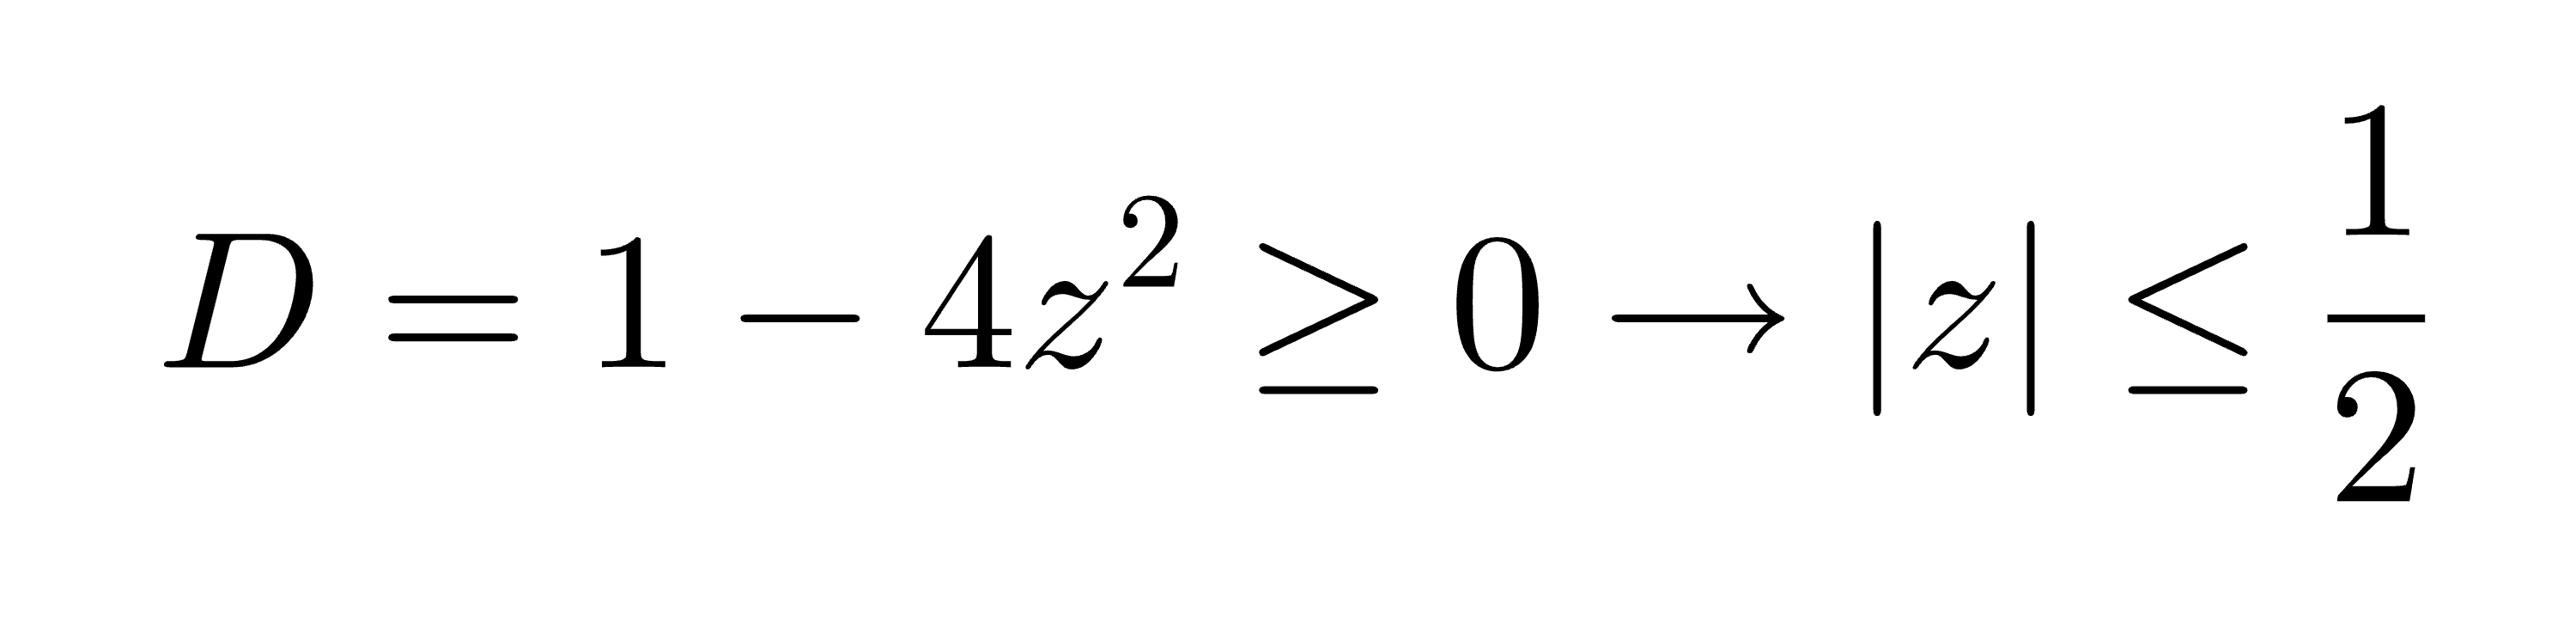 D = 1 − 4z² ≥ 0 → |z| ≤ 1/2